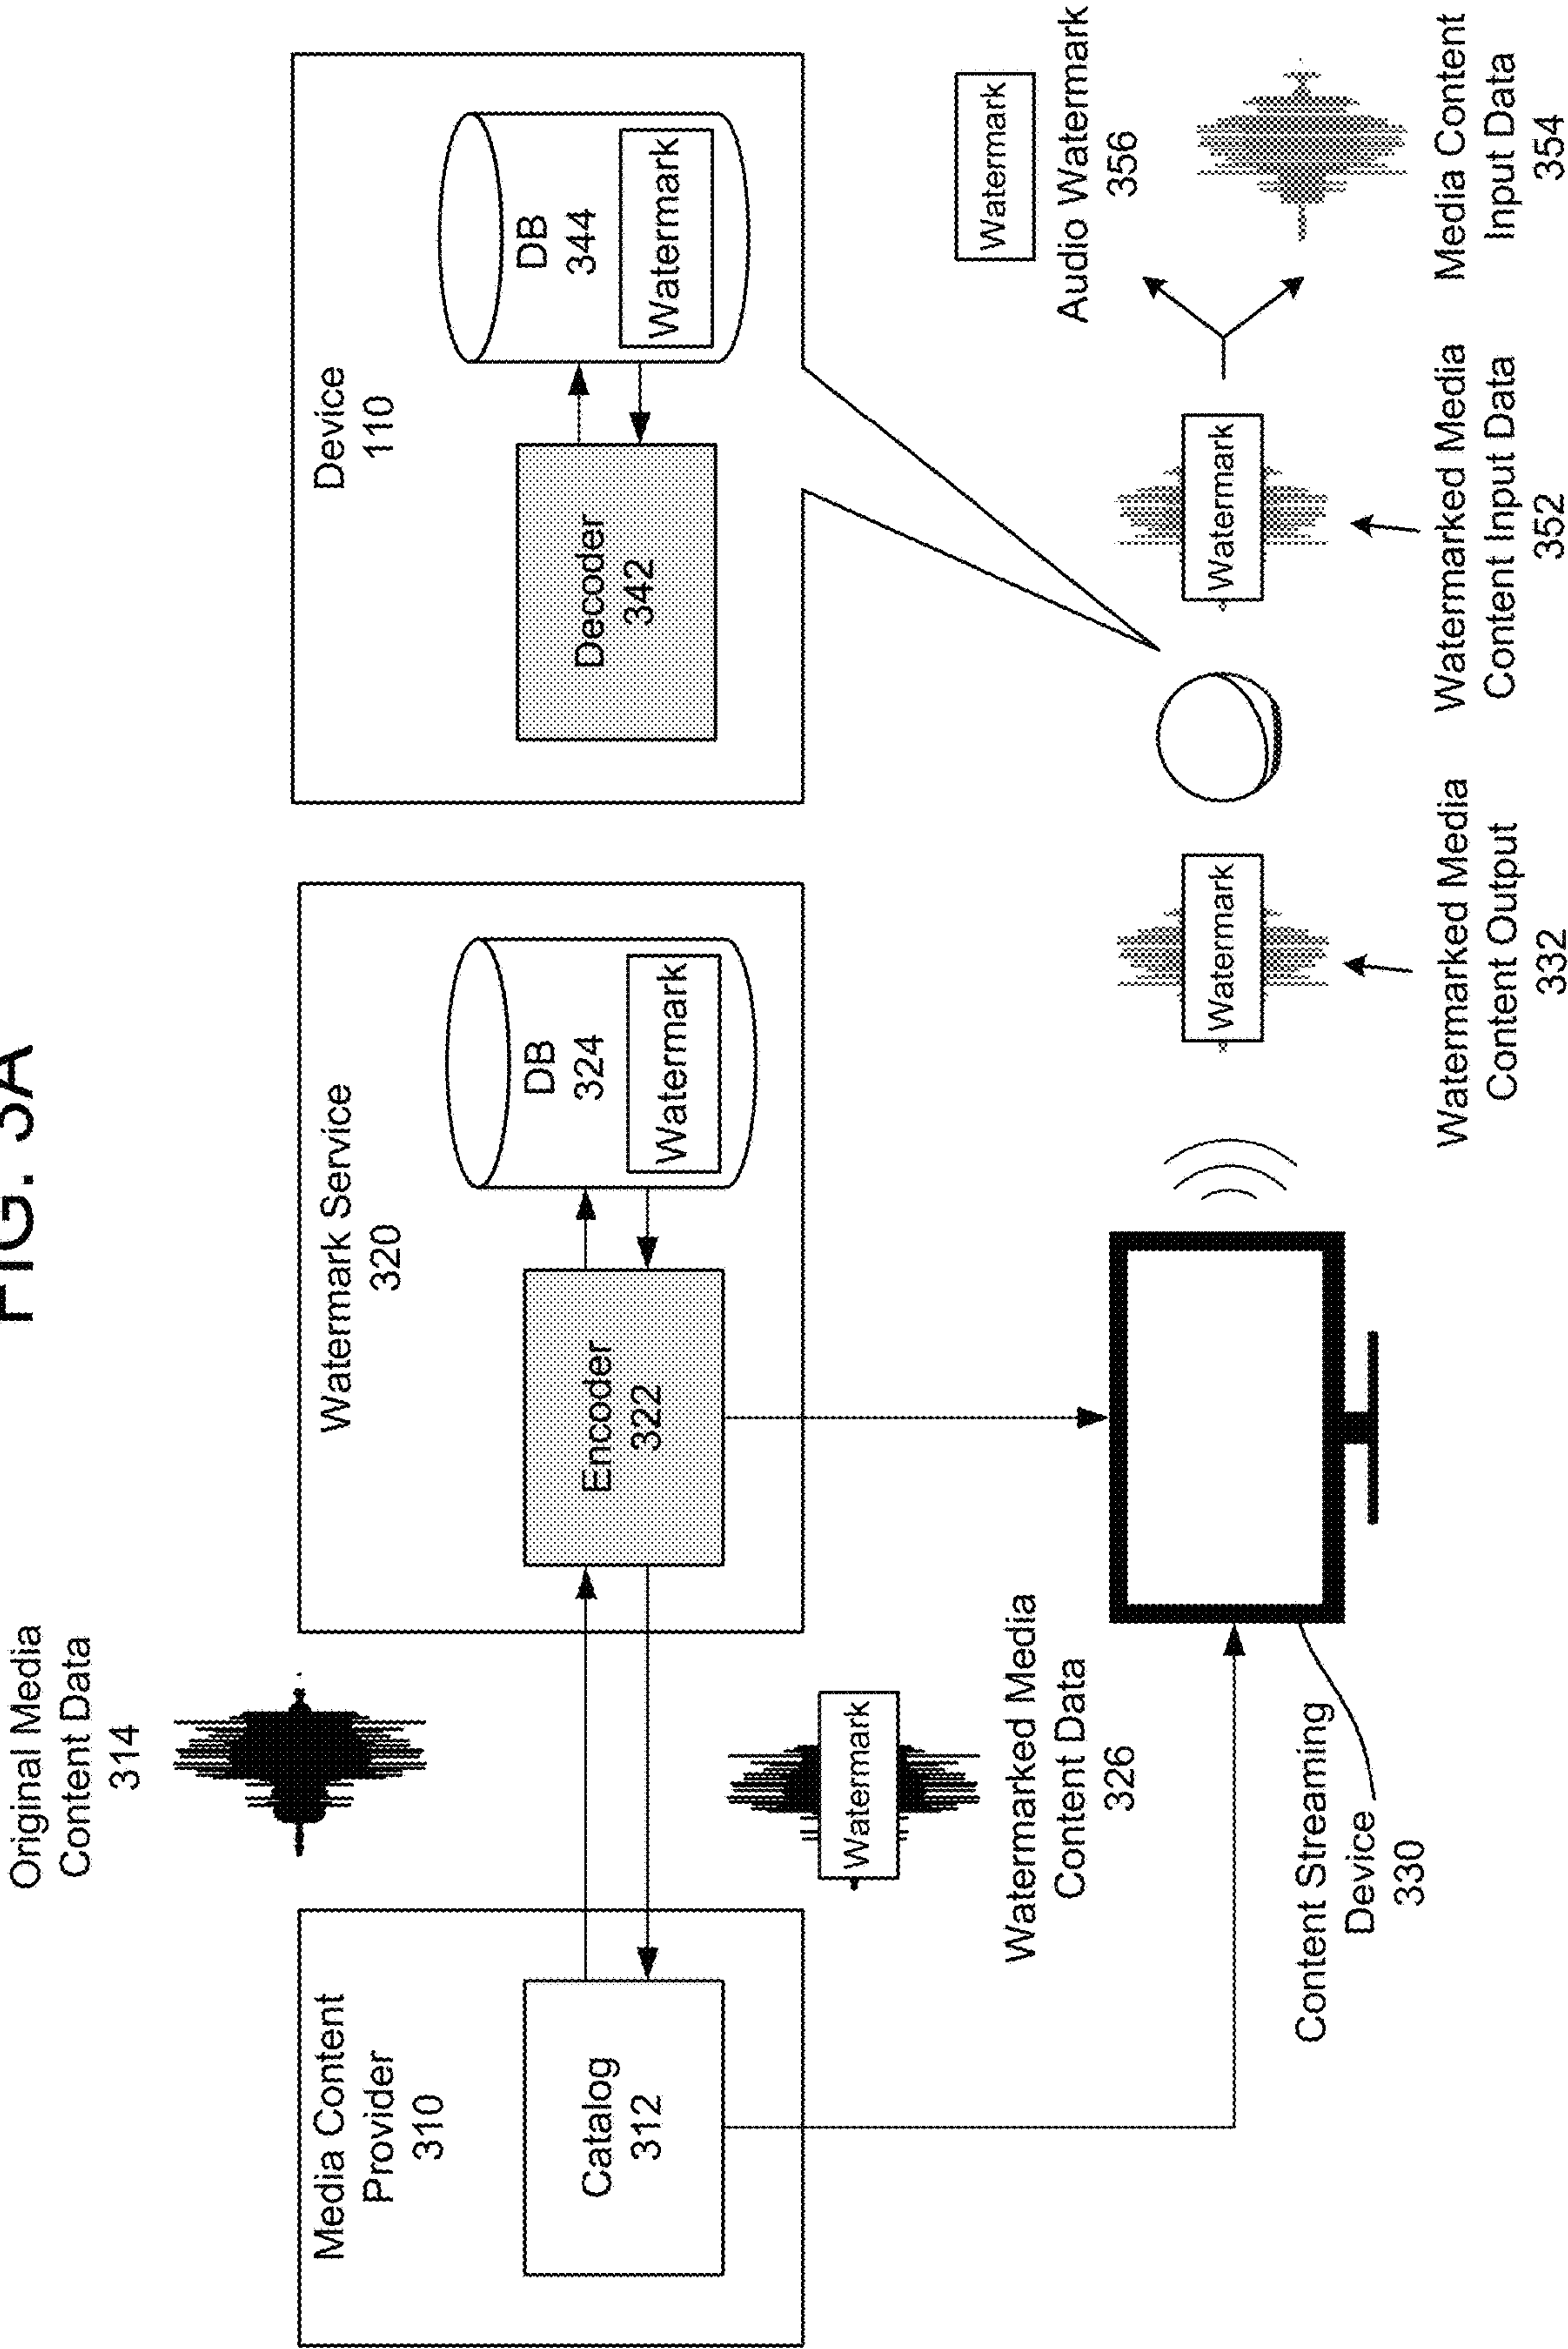 FIG. 3A
Original Media
Content Data
314
Media Content
Provider
310
Catalog
312
Watermark Service
320
Encoder
322
DB
324
Watermark
Device
110
Decoder
342
DB
344
Watermark
Watermark
Watermarked Media
Content Data
326
Content Streaming
Device
330
Watermark
Watermarked Media
Content Output
332
Watermark
Watermarked Media
Content Input Data
352
Watermark
Audio Watermark
356
Media Content
Input Data
354